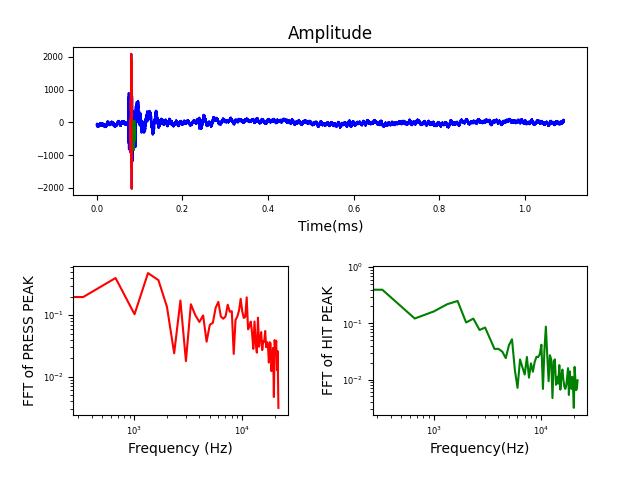 Amplitude
2000
1000
0
−1000
−2000
0.0 0.2 0.4 0.6 0.8 1.0
Time(ms)
FFT of PRESS PEAK
10⁻¹
10⁻²
10³ 10⁴
Frequency (Hz)
FFT of HIT PEAK
10⁰
10⁻¹
10⁻²
10³ 10⁴
Frequency(Hz)